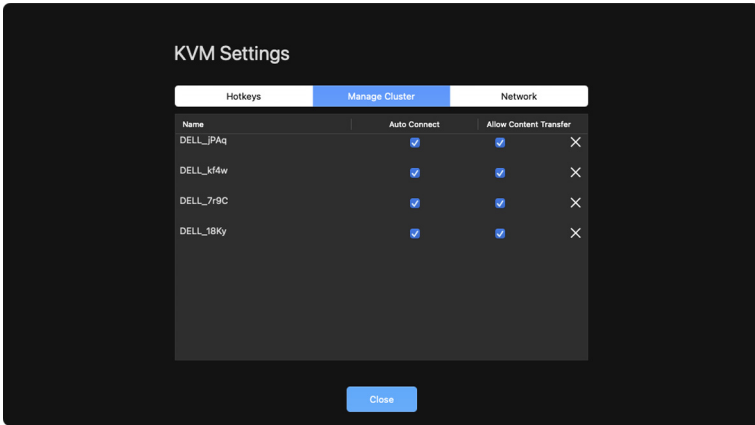 KVM Settings
Hotkeys Manage Cluster Network
Name Auto Connect Allow Content Transfer
DELL_jPAq
DELL_kf4w
DELL_7r9C
DELL_18Ky
Close